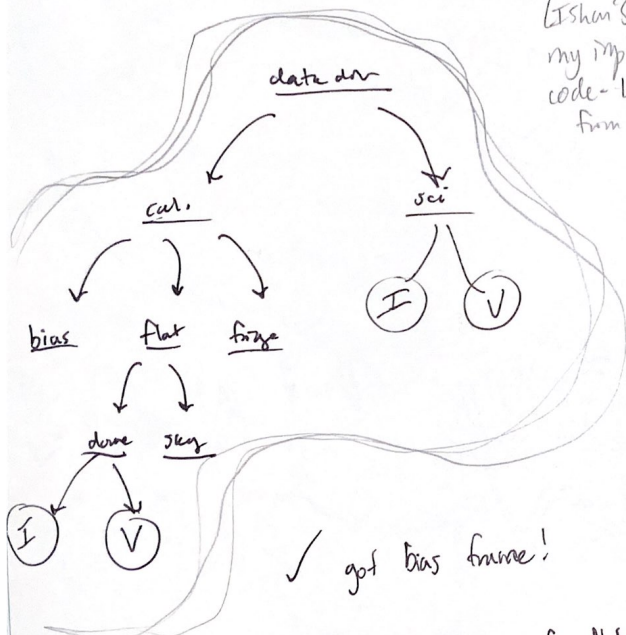 [Ishan's
my imp
code-
from
data dir
cal.
sci
I
V
bias
flat
fringe
dome
sky
I
V
✓ got bias frame!